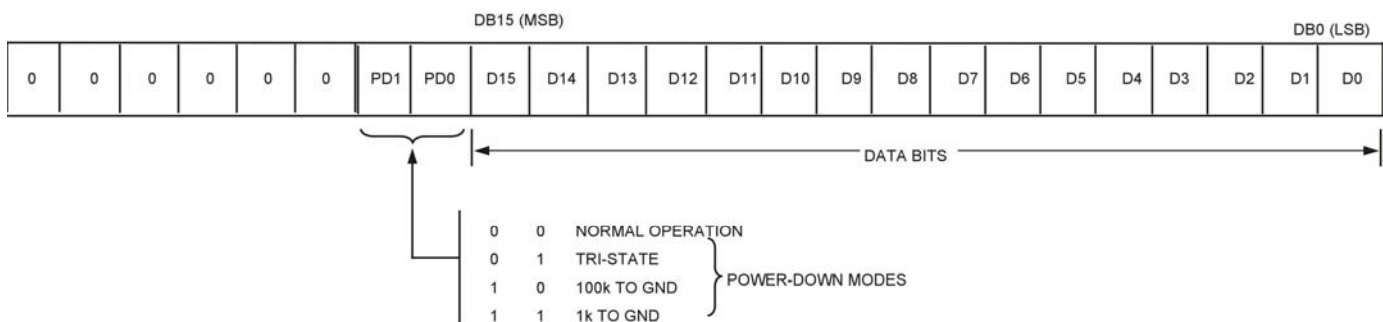 DB15 (MSB)
DB0 (LSB)
0 0 0 0 0 0 PD1 PD0 D15 D14 D13 D12 D11 D10 D9 D8 D7 D6 D5 D4 D3 D2 D1 D0
DATA BITS
0 0 NORMAL OPERATION
0 1 TRI-STATE
POWER-DOWN MODES
1 0 100k TO GND
1 1 1k TO GND